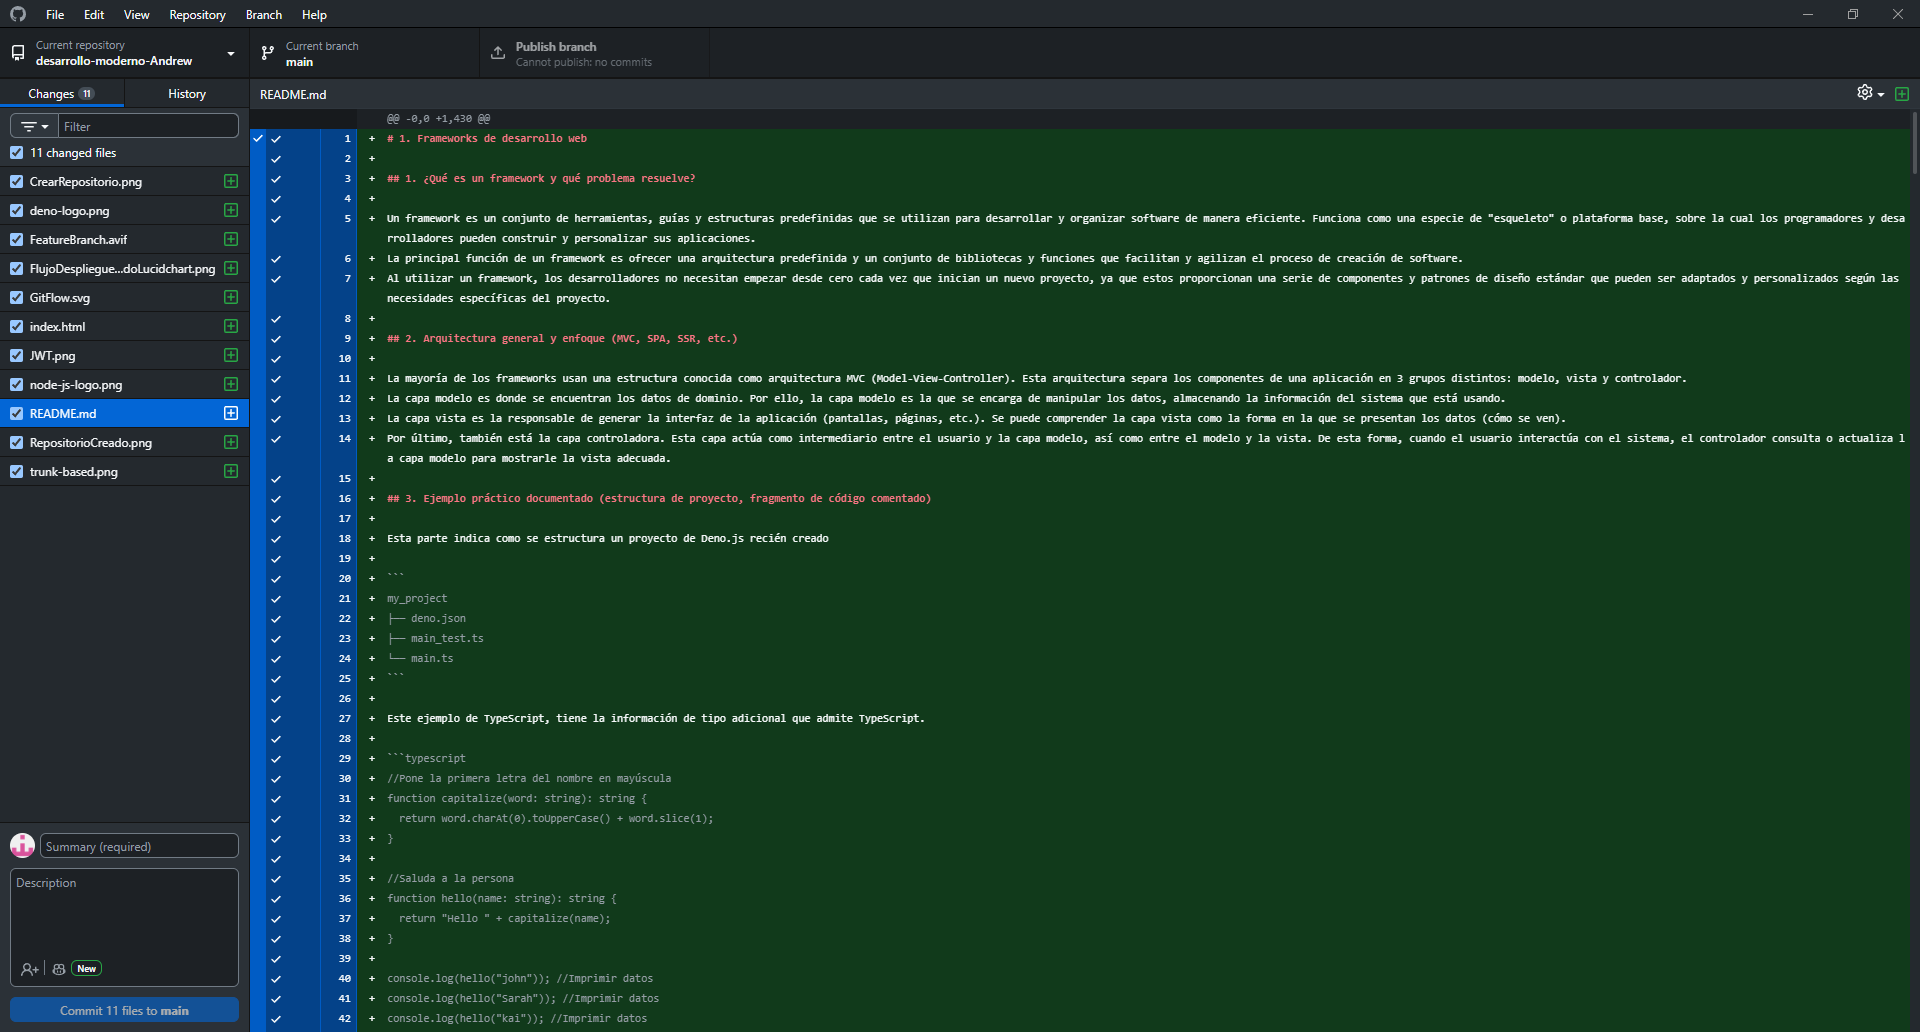 File Edit View Repository Branch Help
Current repository
desarrollo-moderno-Andrew
Current branch
main
Publish branch
Cannot publish: no commits
Changes 11
History
README.md
Filter
11 changed files
CrearRepositorio.png
deno-logo.png
FeatureBranch.avif
FlujoDespliegue...doLucidchart.png
GitFlow.svg
index.html
JWT.png
node-js-logo.png
README.md
RepositorioCreado.png
trunk-based.png
Summary (required)
Description
New
Commit 11 files to main
@@ -0,0 +1,430 @@
1 + # 1. Frameworks de desarrollo web
2 +
3 + ## 1. ¿Qué es un framework y qué problema resuelve?
4 +
5 + Un framework es un conjunto de herramientas, guías y estructuras predefinidas que se utilizan para desarrollar y organizar software de manera eficiente. Funciona como una especie de "esqueleto" o plataforma base, sobre la cual los programadores y desa
rrolladores pueden construir y personalizar sus aplicaciones.
6 + La principal función de un framework es ofrecer una arquitectura predefinida y un conjunto de bibliotecas y funciones que facilitan y agilizan el proceso de creación de software.
7 + Al utilizar un framework, los desarrolladores no necesitan empezar desde cero cada vez que inician un nuevo proyecto, ya que estos proporcionan una serie de componentes y patrones de diseño estándar que pueden ser adaptados y personalizados según las
necesidades específicas del proyecto.
8 +
9 + ## 2. Arquitectura general y enfoque (MVC, SPA, SSR, etc.)
10 +
11 + La mayoría de los frameworks usan una estructura conocida como arquitectura MVC (Model-View-Controller). Esta arquitectura separa los componentes de una aplicación en 3 grupos distintos: modelo, vista y controlador.
12 + La capa modelo es donde se encuentran los datos de dominio. Por ello, la capa modelo es la que se encarga de manipular los datos, almacenando la información del sistema que está usando.
13 + La capa vista es la responsable de generar la interfaz de la aplicación (pantallas, páginas, etc.). Se puede comprender la capa vista como la forma en la que se presentan los datos (cómo se ven).
14 + Por último, también está la capa controladora. Esta capa actúa como intermediario entre el usuario y la capa modelo, así como entre el modelo y la vista. De esta forma, cuando el usuario interactúa con el sistema, el controlador consulta o actualiza l
a capa modelo para mostrarle la vista adecuada.
15 +
16 + ## 3. Ejemplo práctico documentado (estructura de proyecto, fragmento de código comentado)
17 +
18 + Esta parte indica como se estructura un proyecto de Deno.js recién creado
19 +
20 + ```
21 + my_project
22 + ├── deno.json
23 + ├── main_test.ts
24 + └── main.ts
25 + ```
26 +
27 + Este ejemplo de TypeScript, tiene la información de tipo adicional que admite TypeScript.
28 +
29 + ```typescript
30 + //Pone la primera letra del nombre en mayúscula
31 + function capitalize(word: string): string {
32 + return word.charAt(0).toUpperCase() + word.slice(1);
33 + }
34 +
35 + //Saluda a la persona
36 + function hello(name: string): string {
37 + return "Hello " + capitalize(name);
38 + }
39 +
40 + console.log(hello("john")); //Imprimir datos
41 + console.log(hello("Sarah")); //Imprimir datos
42 + console.log(hello("kai")); //Imprimir datos